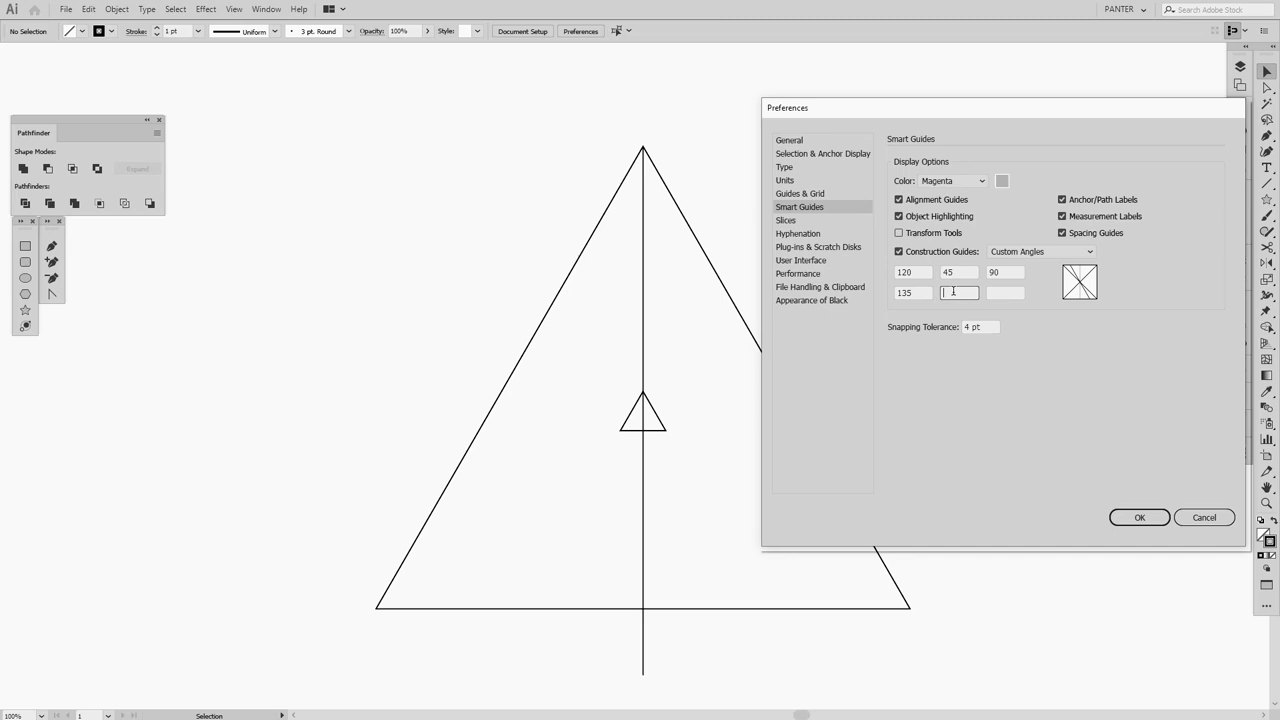 Ai File Edit Object Type Select Effect View Window Help PANTER Search Adobe Stock
No Selection Stroke: 1 pt Uniform 3 pt. Round Opacity: 100% Style: Document Setup Preferences
Pathfinder
Shape Modes:
Expand
Pathfinders:
Preferences
General
Selection & Anchor Display
Type
Units
Guides & Grid
Smart Guides
Slices
Hyphenation
Plug-ins & Scratch Disks
User Interface
Performance
File Handling & Clipboard
Appearance of Black
Smart Guides
Display Options
Color: Magenta
Alignment Guides Anchor/Path Labels
Object Highlighting Measurement Labels
Transform Tools Spacing Guides
Construction Guides: Custom Angles
120 45 90
135
Snapping Tolerance: 4 pt
OK Cancel
100% 1 Selection